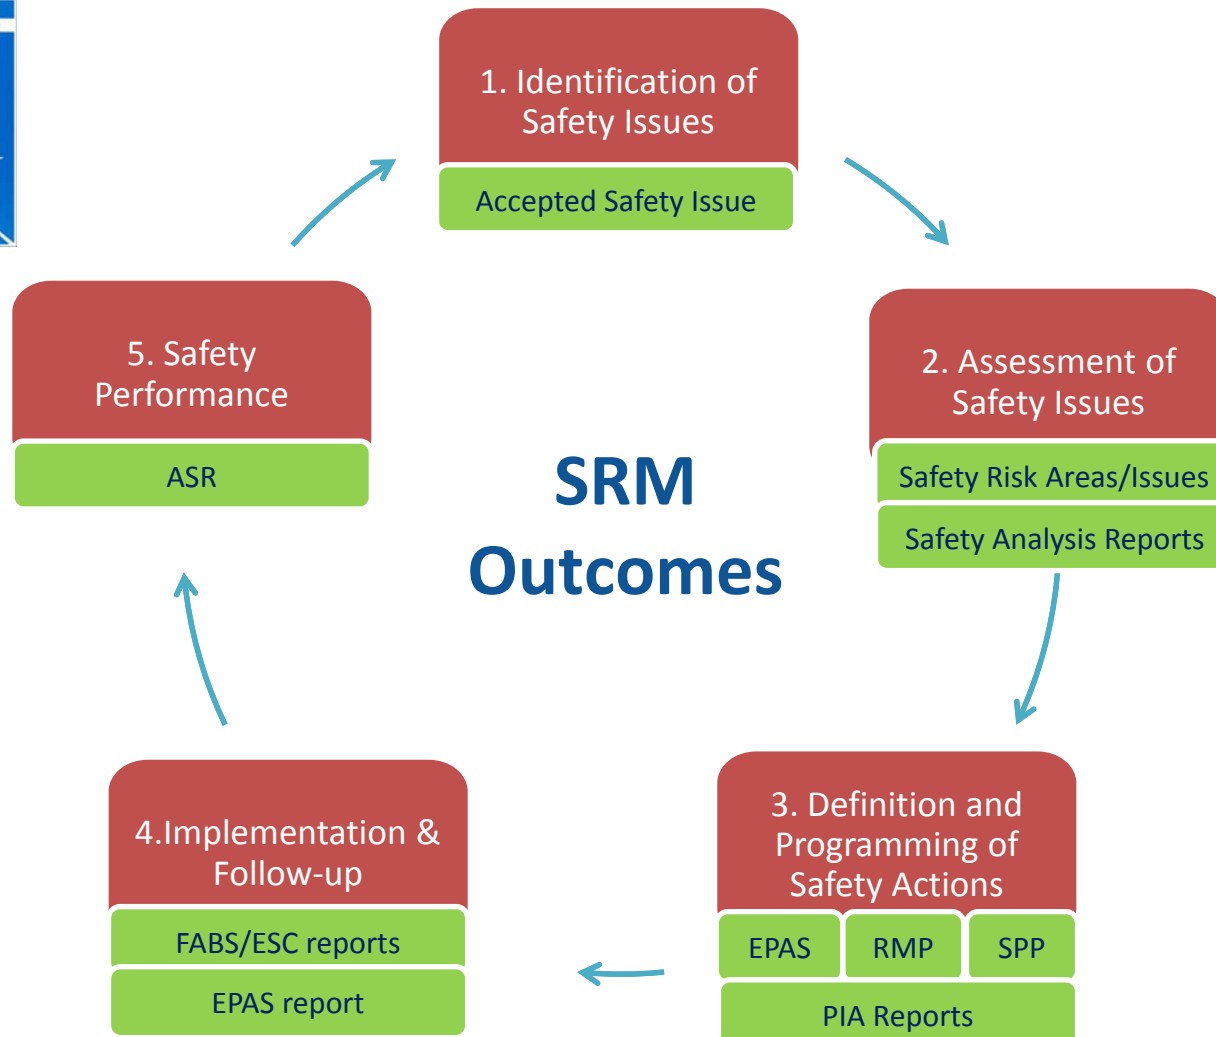 1. Identification of
Safety Issues
Accepted Safety Issue
2. Assessment of
Safety Issues
Safety Risk Areas/Issues
Safety Analysis Reports
3. Definition and
Programming of
Safety Actions
EPAS RMP SPP
PIA Reports
4.Implementation &
Follow-up
FABS/ESC reports
EPAS report
5. Safety
Performance
ASR
SRM
Outcomes